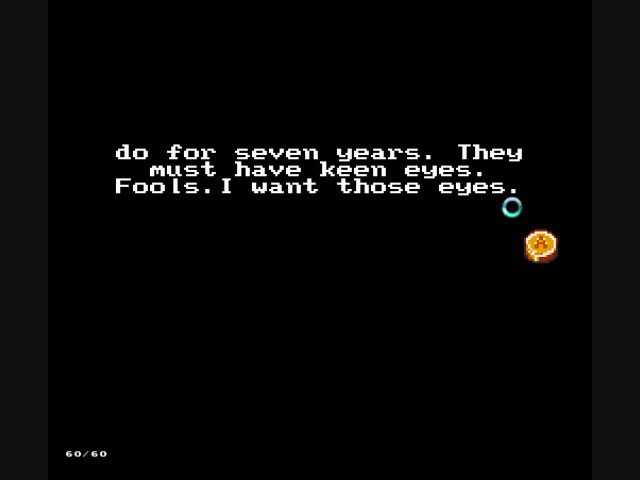 do for seven years. They
must have keen eyes.
Fools.I want those eyes.
A
60/60